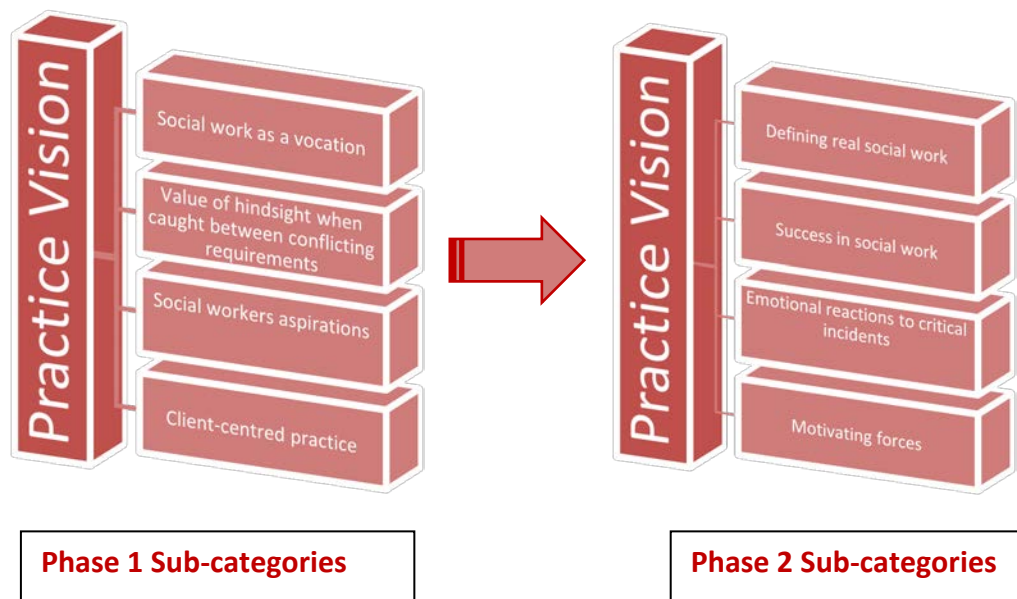 Practice Vision
Social work as a vocation
Value of hindsight when
caught between conflicting
requirements
Social workers aspirations
Client-centred practice
Phase 1 Sub-categories
Practice Vision
Defining real social work
Success in social work
Emotional reactions to critical
incidents
Motivating forces
Phase 2 Sub-categories